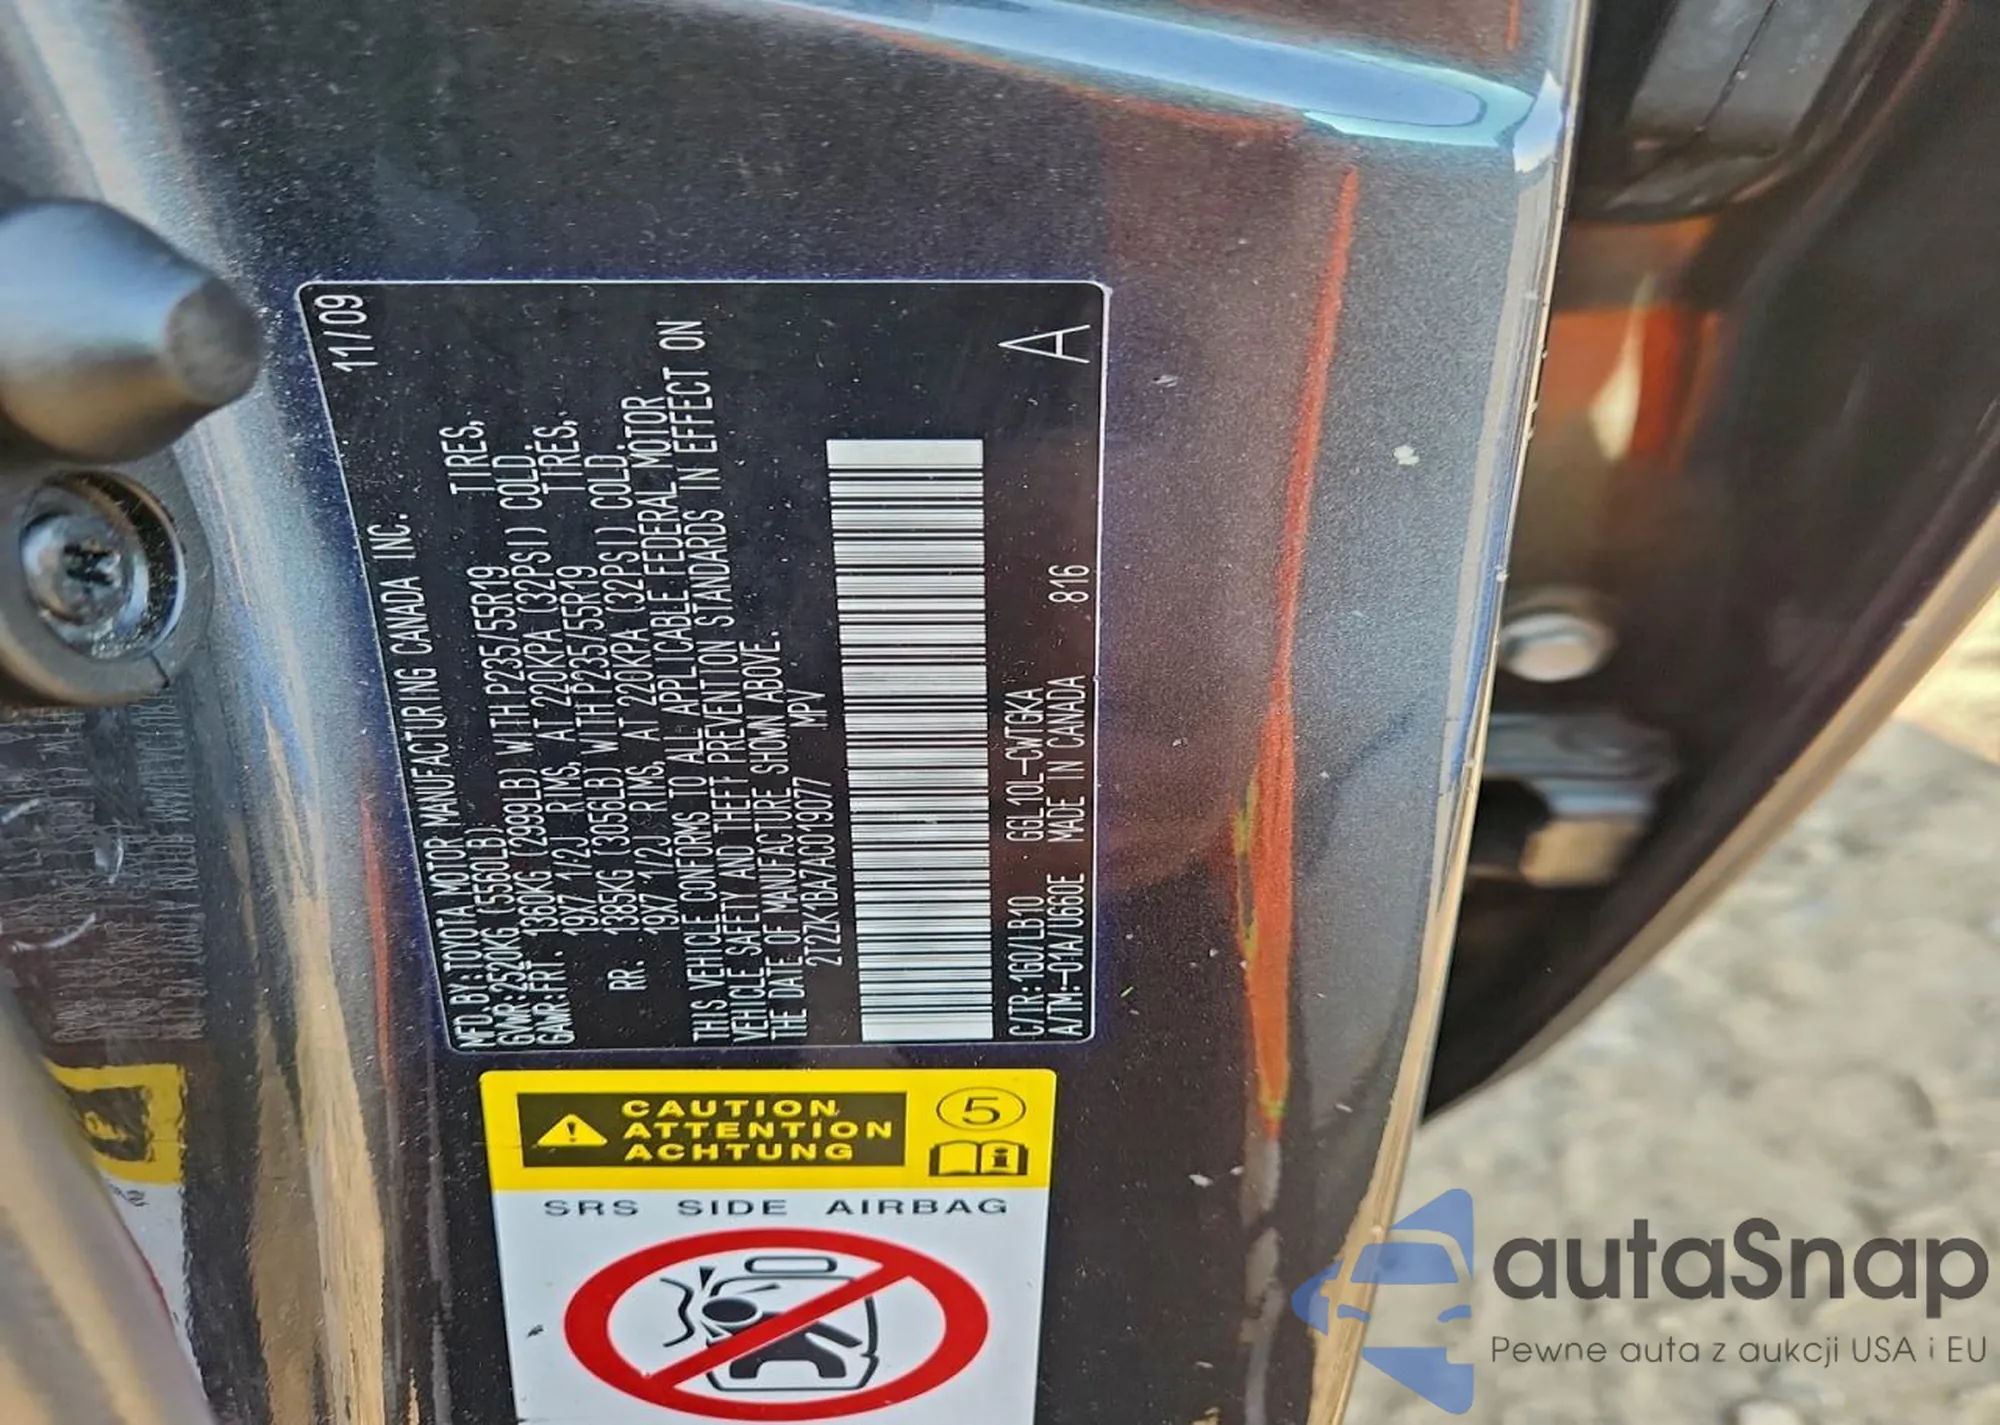 11/09
MFD.BY:TOYOTA MOTOR MANUFACTURING CANADA INC.
GVWR:2520KG (5560LB)
GAWR:FRT. 1360KG (2999LB) WITH P235/55R19 TIRES,
19X7 1/2J RIMS, AT 220KPA (32PSI) COLD.
RR. 1385KG (3056LB) WITH P235/55R19 TIRES,
19X7 1/2J RIMS, AT 220KPA (32PSI) COLD.
THIS VEHICLE CONFORMS TO ALL APPLICABLE FEDERAL MOTOR
VEHICLE SAFETY AND THEFT PREVENTION STANDARDS IN EFFECT ON
THE DATE OF MANUFACTURE SHOWN ABOVE.
2T2ZK1BA7AC019077 MPV
C/TR:1G0/LB10 GGL10L-CWTGKA
A/TM:-01A/U660E MADE IN CANADA 816
A
CAUTION
ATTENTION
ACHTUNG
5
SRS SIDE AIRBAG
autaSnap
Pewne auta z aukcji USA i EU